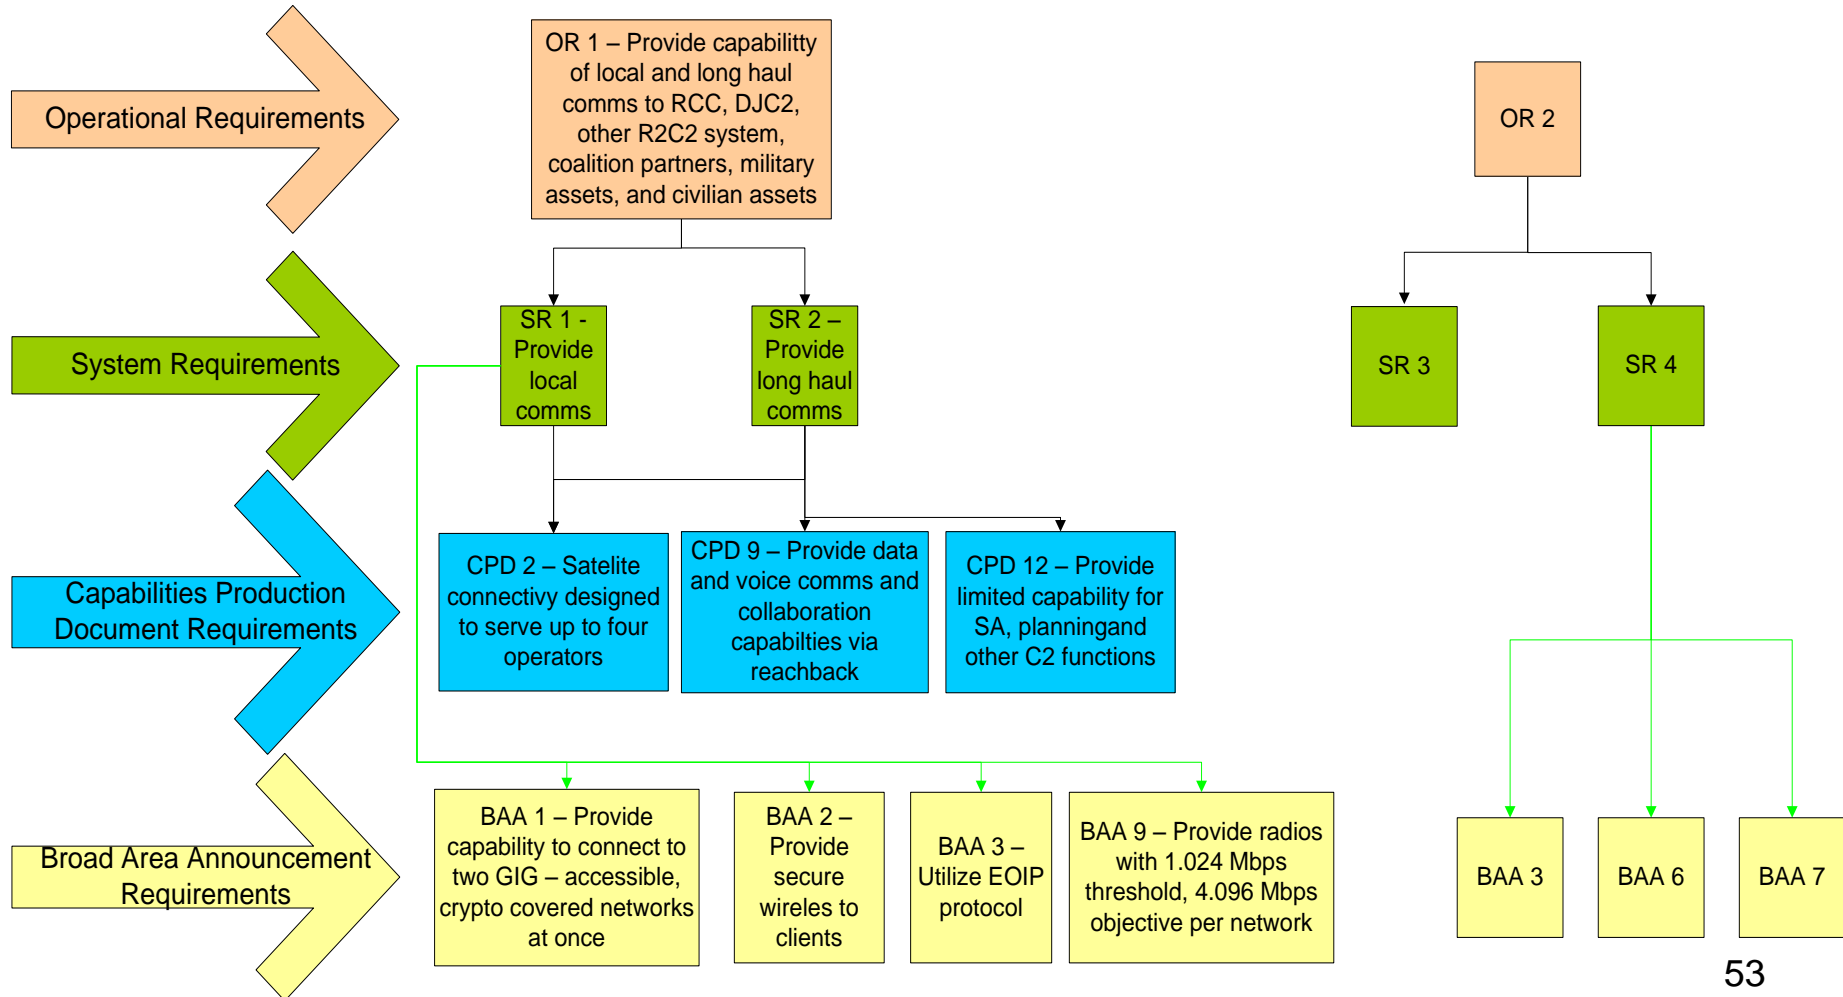 Operational Requirements
OR 1 – Provide capabilitty
of local and long haul
comms to RCC, DJC2,
other R2C2 system,
coalition partners, military
assets, and civilian assets
OR 2
System Requirements
SR 1 -
Provide
local
comms
SR 2 –
Provide
long haul
comms
SR 3
SR 4
Capabilities Production
Document Requirements
CPD 2 – Satelite
connectivy designed
to serve up to four
operators
CPD 9 – Provide data
and voice comms and
collaboration
capabilties via
reachback
CPD 12 – Provide
limited capability for
SA, planningand
other C2 functions
Broad Area Announcement
Requirements
BAA 1 – Provide
capability to connect to
two GIG – accessible,
crypto covered networks
at once
BAA 2 –
Provide
secure
wireles to
clients
BAA 3 –
Utilize EOIP
protocol
BAA 9 – Provide radios
with 1.024 Mbps
threshold, 4.096 Mbps
objective per network
BAA 3
BAA 6
BAA 7
53